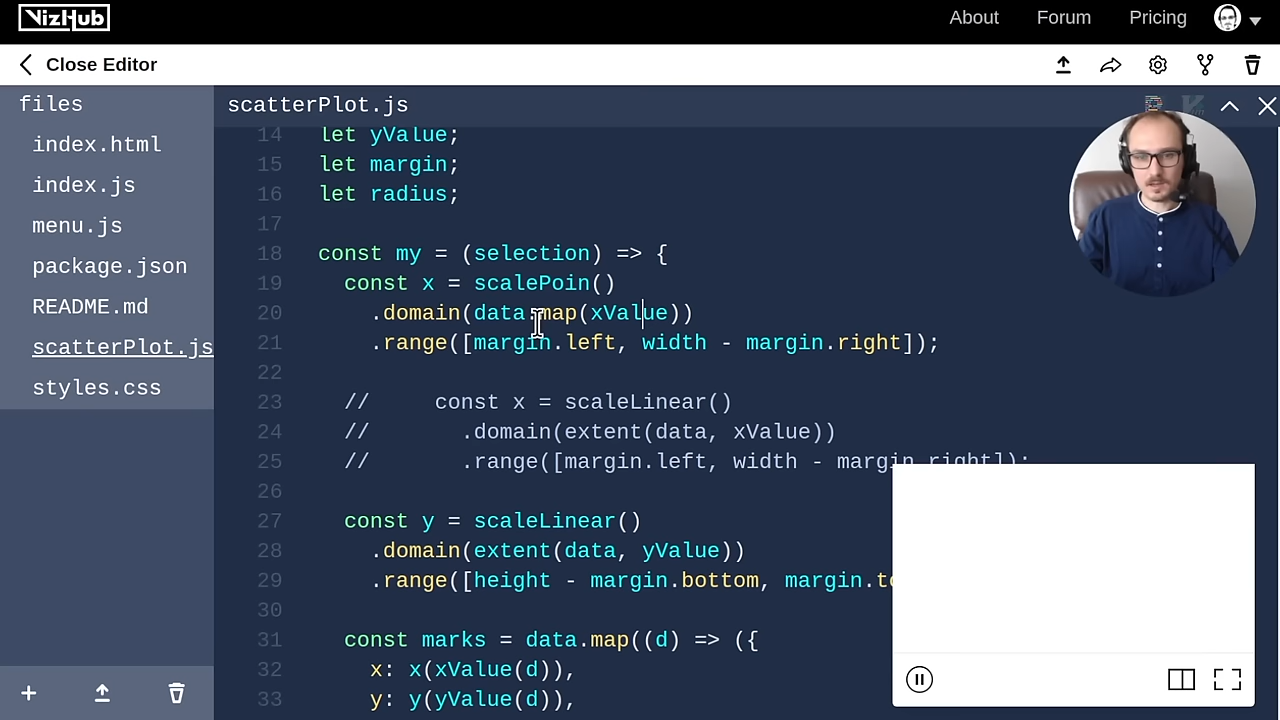 VizHub
About Forum Pricing
Close Editor
files
index.html
index.js
menu.js
package.json
README.md
scatterPlot.js
styles.css
scatterPlot.js
14 let yValue;
15 let margin;
16 let radius;
17
18 const my = (selection) => {
19 const x = scalePoin()
20 .domain(data.map(xValue))
21 .range([margin.left, width - margin.right]);
22
23 // const x = scaleLinear()
24 // .domain(extent(data, xValue))
25 // .range([margin.left, width - margin.right]);
26
27 const y = scaleLinear()
28 .domain(extent(data, yValue))
29 .range([height - margin.bottom, margin.to
30
31 const marks = data.map((d) => ({
32 x: x(xValue(d)),
33 y: y(yValue(d)),